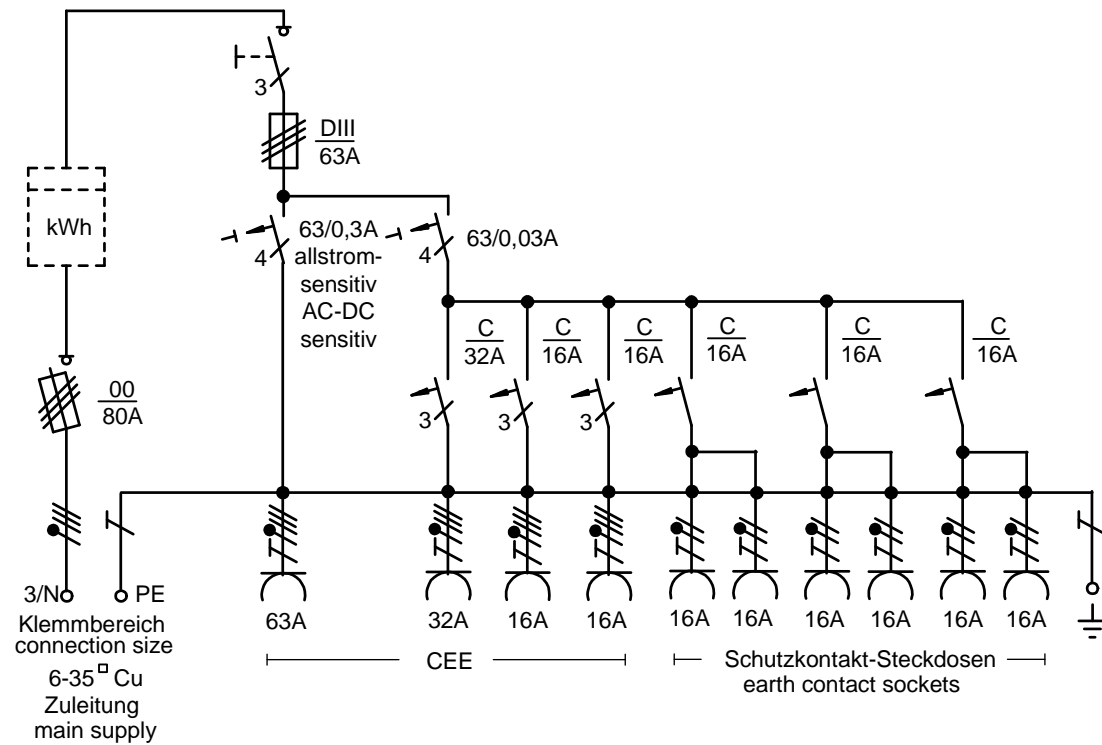 3
DIII
63A
kWh
4
63/0,3A
allstrom-
sensitiv
AC-DC
sensitiv
4
63/0,03A
C
32A
C
16A
C
16A
C
16A
C
16A
C
16A
00
80A
3
3
3
3/N
PE
63A
32A
16A
16A
16A
16A
16A
16A
16A
16A
Klemmbereich
connection size
6-35□ Cu
Zuleitung
main supply
CEE
Schutzkontakt-Steckdosen
earth contact sockets